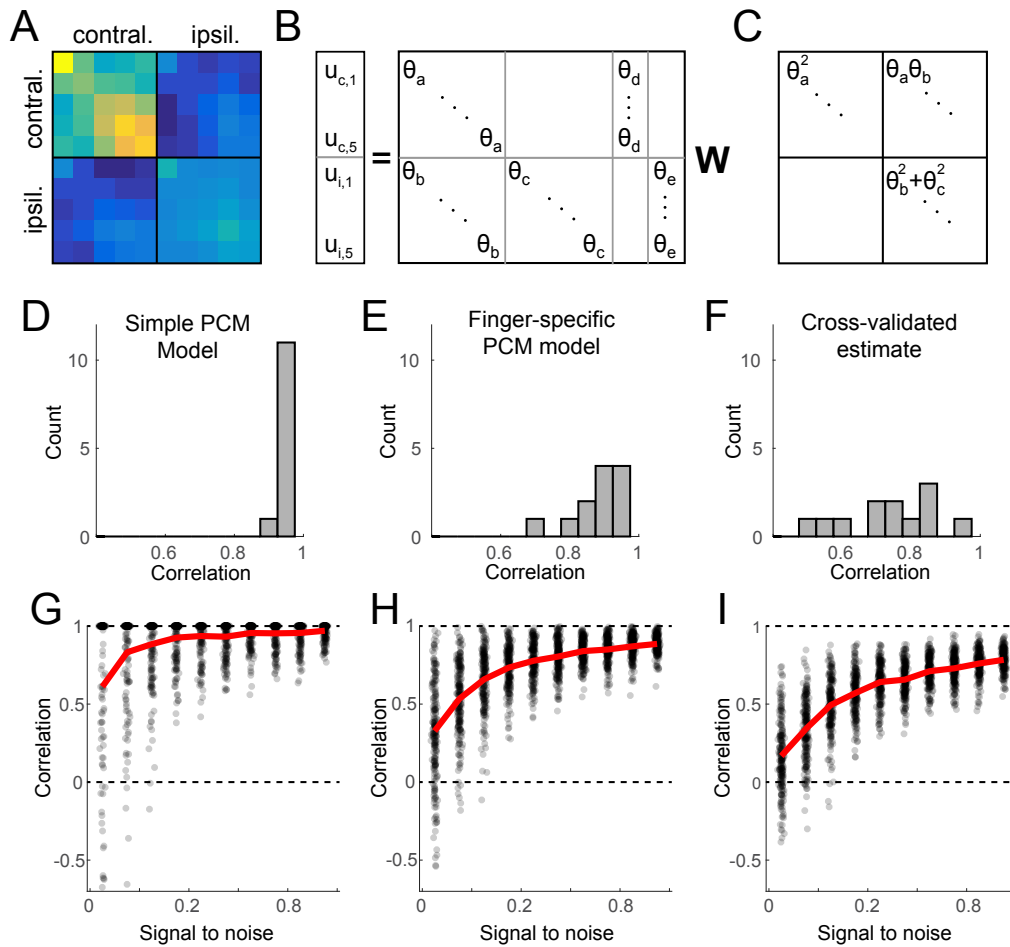 A
contral.
ipsil.
contral.
ipsil.
B
u_c,1
u_c,5
u_i,1
u_i,5
=
θ_a
θ_a
θ_b
θ_b
θ_c
θ_c
θ_d
θ_d
θ_e
θ_e
W
C
θ_a^2
θ_aθ_b
θ_b^2+θ_c^2
D
Simple PCM
Model
Count
10
5
0
0.6
0.8
1
Correlation
E
Finger-specific
PCM model
Count
10
5
0
0.6
0.8
1
Correlation
F
Cross-validated
estimate
Count
10
5
0
0.6
0.8
1
Correlation
G
Correlation
1
0.5
0
-0.5
0
0.2
0.8
Signal to noise
H
Correlation
1
0.5
0
-0.5
0
0.2
0.8
Signal to noise
I
Correlation
1
0.5
0
-0.5
0
0.2
0.8
Signal to noise